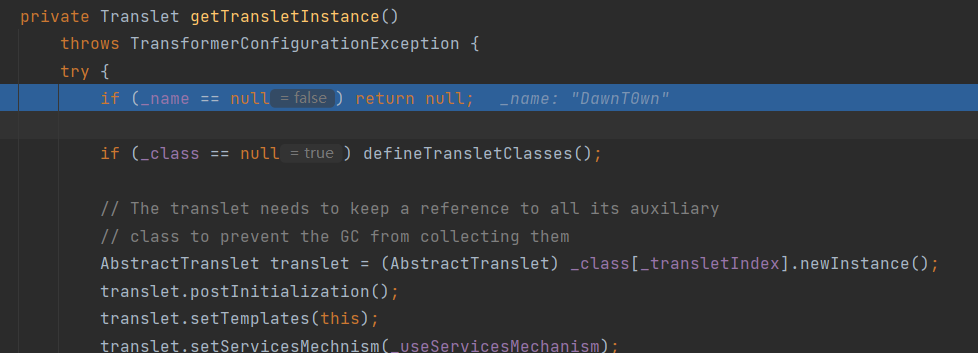 private Translet getTransletInstance()
throws TransformerConfigurationException {
try {
if (_name == null = false ) return null;   _name: "DawnT0wn"
if (_class == null = true ) defineTransletClasses();
// The translet needs to keep a reference to all its auxiliary
// class to prevent the GC from collecting them
AbstractTranslet translet = (AbstractTranslet) _class[_transletIndex].newInstance();
translet.postInitialization();
translet.setTemplates(this);
translet.setServicesMechnism(_useServicesMechanism);